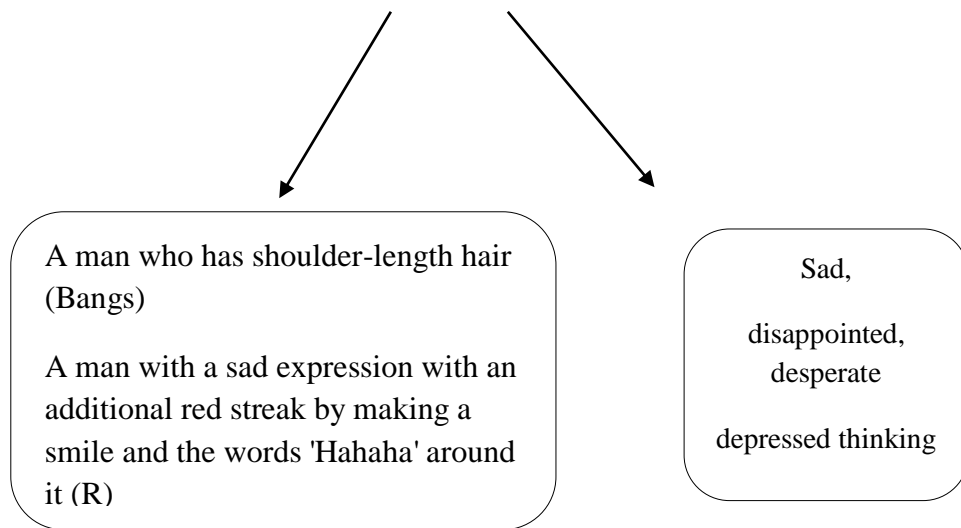 A man who has shoulder-length hair
(Bangs)
A man with a sad expression with an
additional red streak by making a
smile and the words 'Hahaha' around
it (R)
Sad,
disappointed,
desperate
depressed thinking